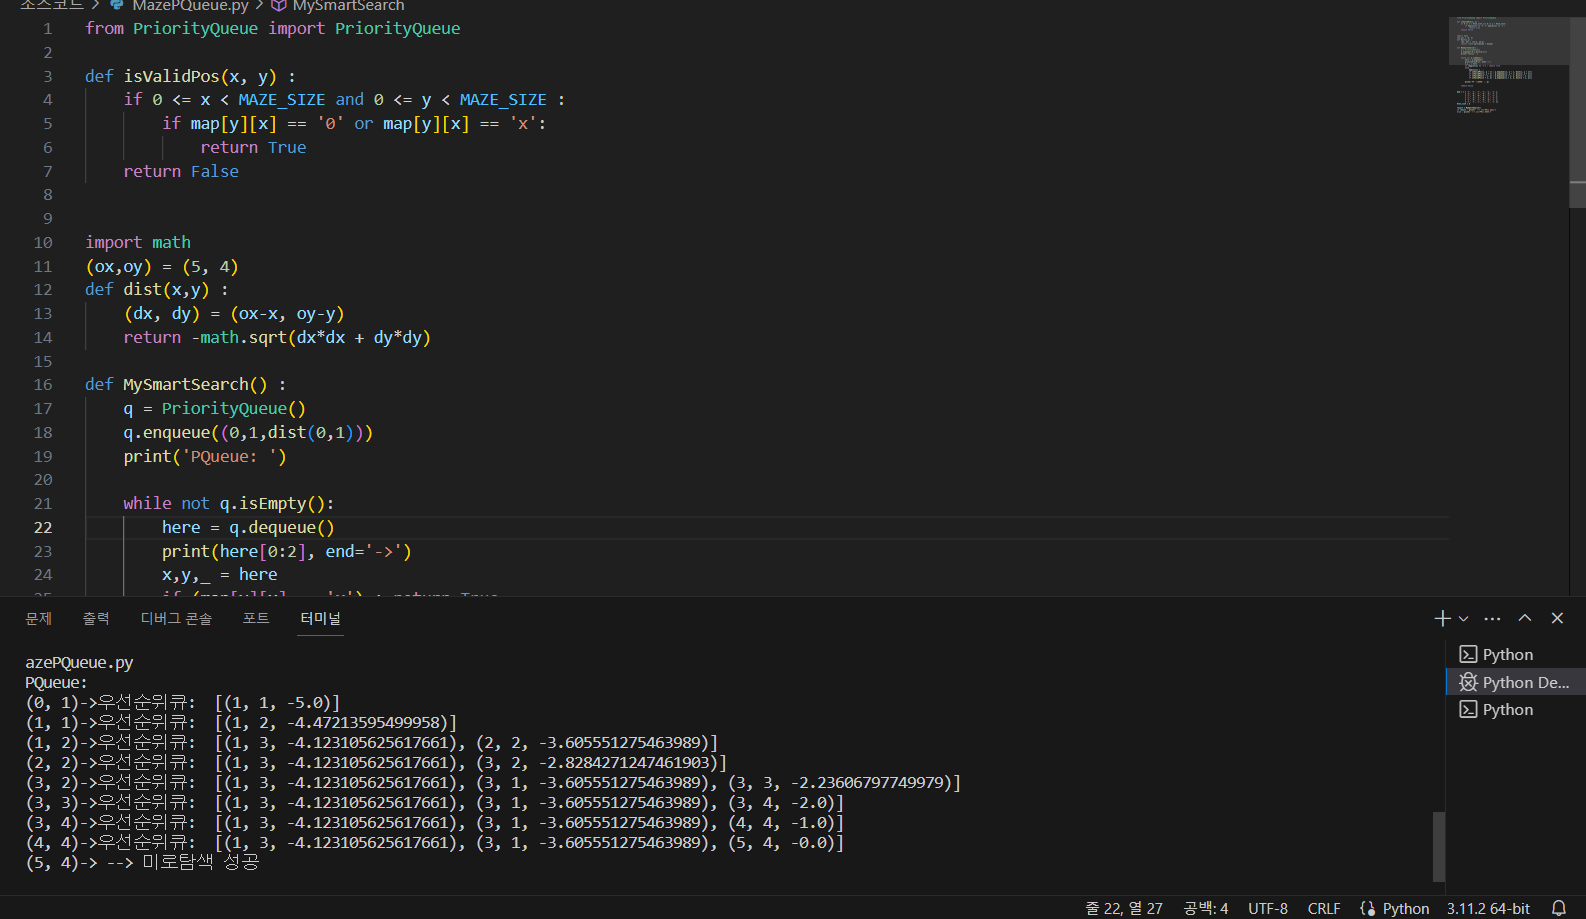 소스코드 > MazePQueue.py > MySmartSearch
1 from PriorityQueue import PriorityQueue
2
3 def isValidPos(x, y) :
4     if 0 <= x < MAZE_SIZE and 0 <= y < MAZE_SIZE :
5         if map[y][x] == '0' or map[y][x] == 'x':
6             return True
7     return False
8
9
10 import math
11 (ox,oy) = (5, 4)
12 def dist(x,y) :
13     (dx, dy) = (ox-x, oy-y)
14     return -math.sqrt(dx*dx + dy*dy)
15
16 def MySmartSearch() :
17     q = PriorityQueue()
18     q.enqueue((0,1,dist(0,1)))
19     print('PQueue: ')
20
21     while not q.isEmpty():
22         here = q.dequeue()
23         print(here[0:2], end='->')
24         x,y,_ = here
문제 출력 디버그 콘솔 포트 터미널
azePQueue.py
PQueue:
(0, 1)->우선순위큐:  [(1, 1, -5.0)]
(1, 1)->우선순위큐:  [(1, 2, -4.47213595499958)]
(1, 2)->우선순위큐:  [(1, 3, -4.123105625617661), (2, 2, -3.605551275463989)]
(2, 2)->우선순위큐:  [(1, 3, -4.123105625617661), (3, 2, -2.8284271247461903)]
(3, 2)->우선순위큐:  [(1, 3, -4.123105625617661), (3, 1, -3.605551275463989), (3, 3, -2.23606797749979)]
(3, 3)->우선순위큐:  [(1, 3, -4.123105625617661), (3, 1, -3.605551275463989), (3, 4, -2.0)]
(3, 4)->우선순위큐:  [(1, 3, -4.123105625617661), (3, 1, -3.605551275463989), (4, 4, -1.0)]
(4, 4)->우선순위큐:  [(1, 3, -4.123105625617661), (3, 1, -3.605551275463989), (5, 4, -0.0)]
(5, 4)-> --> 미로탐색 성공
Python
Python De...
Python
줄 22, 열 27 공백: 4 UTF-8 CRLF Python 3.11.2 64-bit